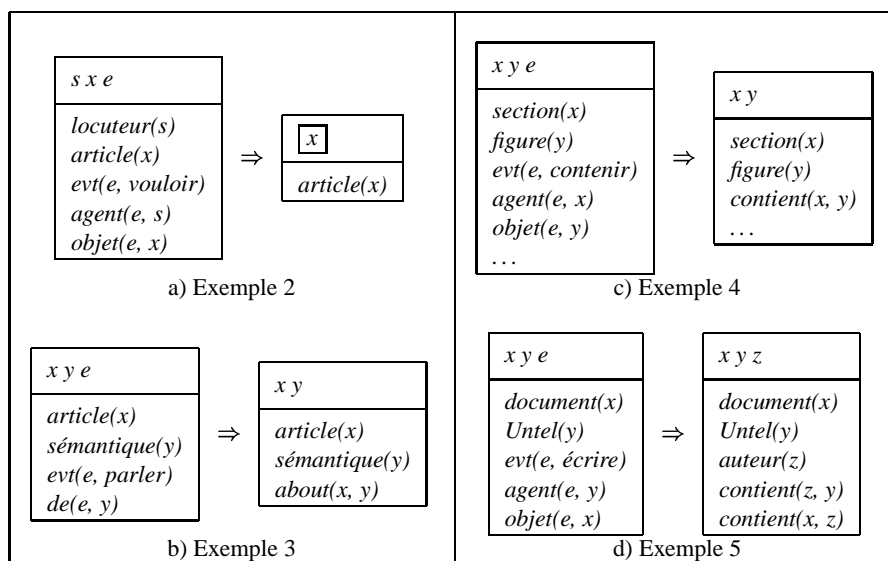 s x e
locuteur(s)
article(x)
evt(e, vouloir)
agent(e, s)
objet(e, x)
⇒
x
article(x)
a) Exemple 2
x y e
article(x)
sémantique(y)
evt(e, parler)
de(e, y)
⇒
x y
article(x)
sémantique(y)
about(x, y)
b) Exemple 3
x y e
section(x)
figure(y)
evt(e, contenir)
agent(e, x)
objet(e, y)
. . .
⇒
x y
section(x)
figure(y)
contient(x, y)
. . .
c) Exemple 4
x y e
document(x)
Untel(y)
evt(e, écrire)
agent(e, y)
objet(e, x)
⇒
x y z
document(x)
Untel(y)
auteur(z)
contient(z, y)
contient(x, z)
d) Exemple 5